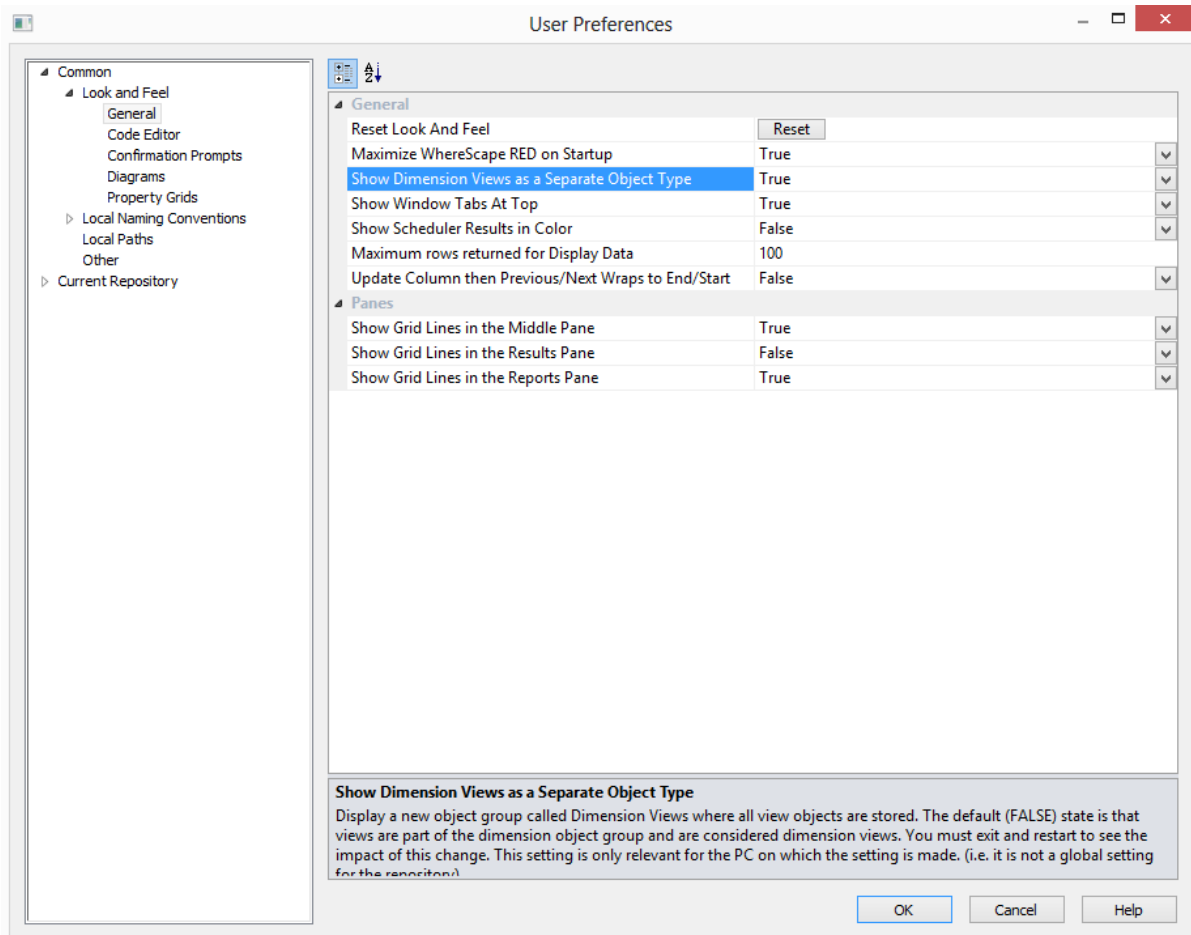 User Preferences
Common
Look and Feel
General
Code Editor
Confirmation Prompts
Diagrams
Property Grids
Local Naming Conventions
Local Paths
Other
Current Repository
General
Reset Look And Feel Reset
Maximize WhereScape RED on Startup True
Show Dimension Views as a Separate Object Type True
Show Window Tabs At Top True
Show Scheduler Results in Color False
Maximum rows returned for Display Data 100
Update Column then Previous/Next Wraps to End/Start False
Panes
Show Grid Lines in the Middle Pane True
Show Grid Lines in the Results Pane False
Show Grid Lines in the Reports Pane True
Show Dimension Views as a Separate Object Type
Display a new object group called Dimension Views where all view objects are stored. The default (FALSE) state is that
views are part of the dimension object group and are considered dimension views. You must exit and restart to see the
impact of this change. This setting is only relevant for the PC on which the setting is made. (i.e. it is not a global setting
for the repository)
OK Cancel Help